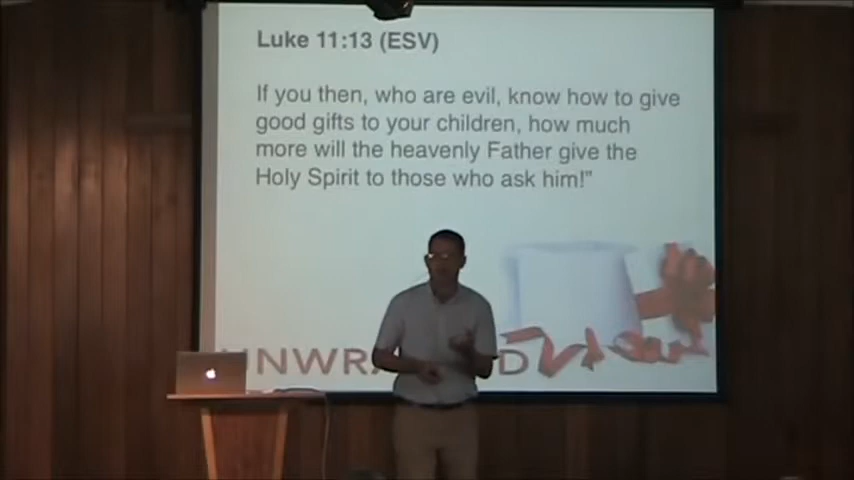 Luke 11:13 (ESV)
If you then, who are evil, know how to give
good gifts to your children, how much
more will the heavenly Father give the
Holy Spirit to those who ask him!”